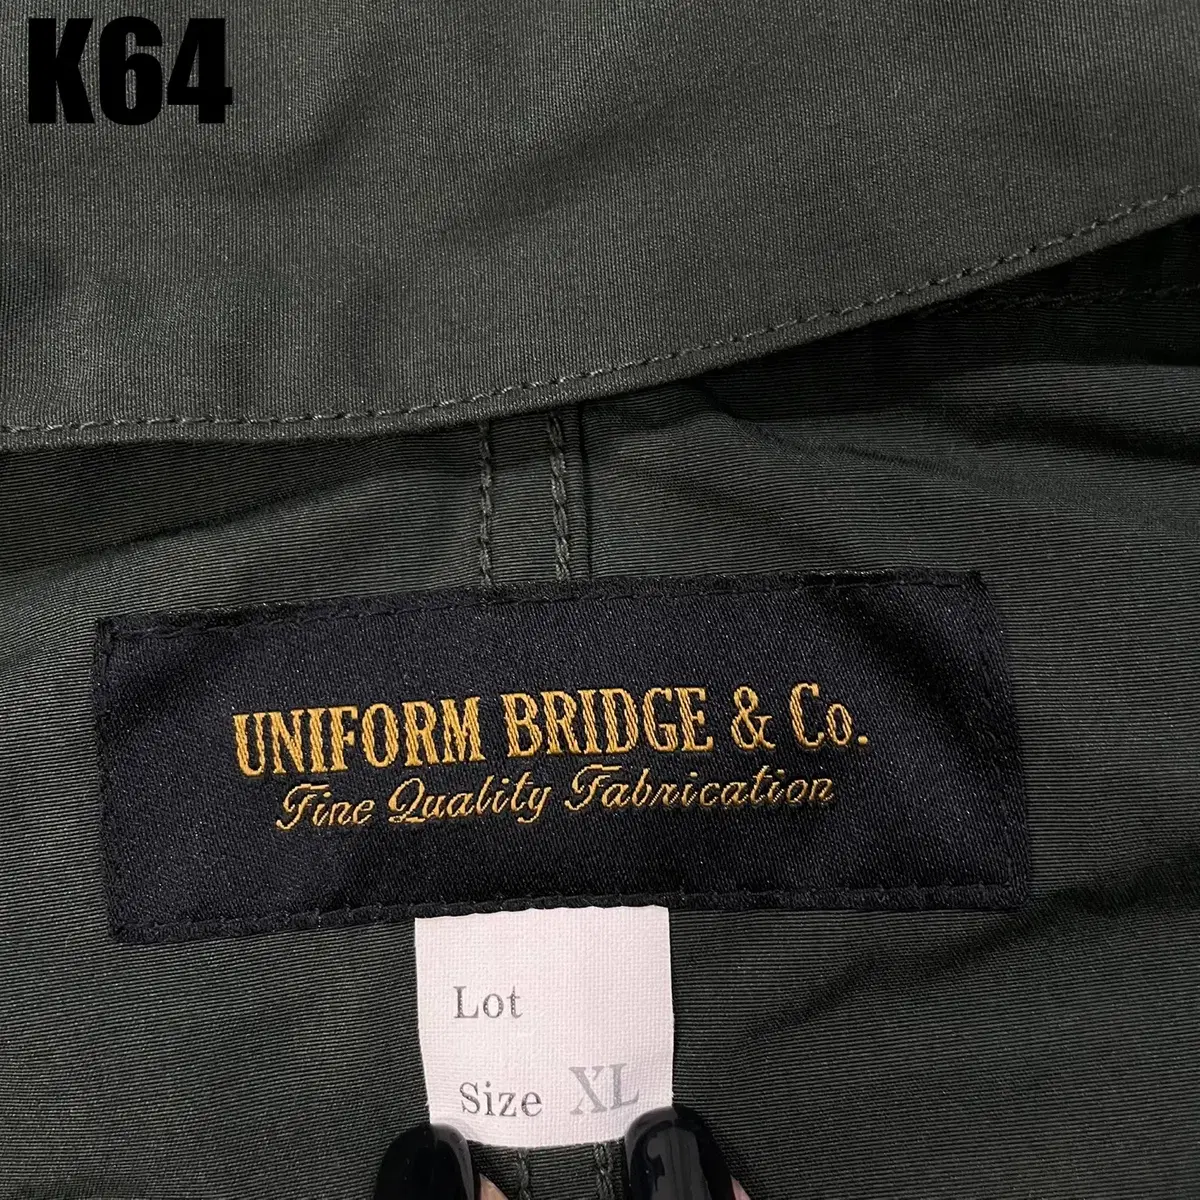 K64
UNIFORM BRIDGE & Co.
Fine Quality Fabrication
Lot
Size XL